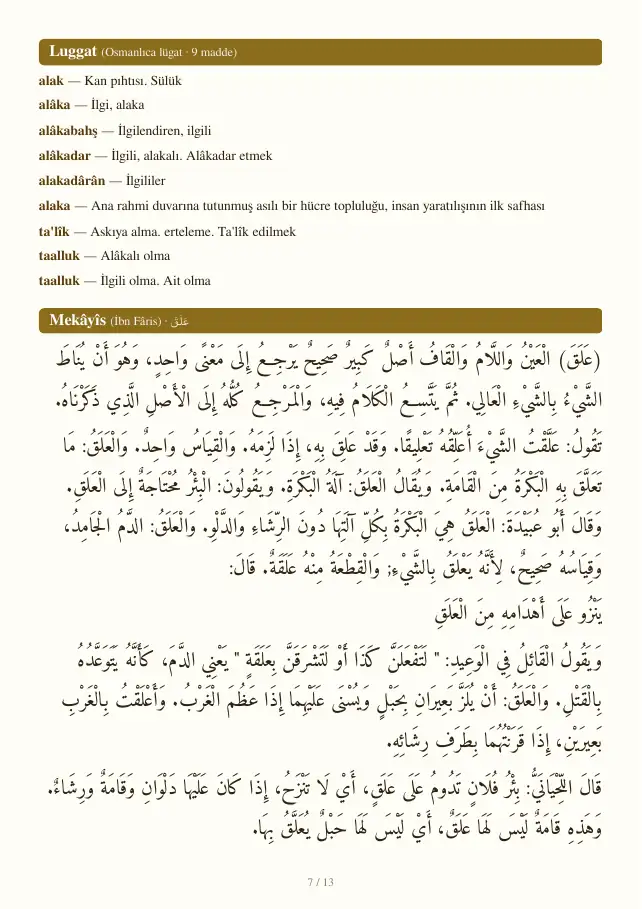 Luggat (Osmanlıca lügat · 9 madde)
alak — Kan pıhtısı. Sülük
alâka — İlgi, alaka
alâkabahş — İlgilendiren, ilgili
alâkadar — İlgili, alakalı. Alâkadar etmek
alakadârân — İlgililer
alaka — Ana rahmi duvarına tutunmuş asılı bir hücre topluluğu, insan yaratılışının ilk safhası
ta'lîk — Askıya alma. erteleme. Ta'lîk edilmek
taalluk — Alâkalı olma
taalluk — İlgili olma. Ait olma
Mekâyîs (İbn Fâris) · عَلَقَ
(عَلَقَ) الْعَيْنُ وَاللَّامُ وَالْقَافُ أَصْلٌ كَبِيرٌ صَحِيحٌ يَرْجِعُ إِلَى مَعْنًى وَاحِدٍ، وَهُوَ أَنْ يُنَاطَ
الشَّيْءُ بِالشَّيْءِ الْعَالِي. ثُمَّ يَتَّسِعُ الْكَلَامُ فِيهِ، وَالْمَرْجِعُ كُلُّهُ إِلَى الْأَصْلِ الَّذِي ذَكَرْنَاهُ.
تَقُولُ: عَلَّقْتُ الشَّيْءَ أُعَلِّقُهُ تَعْلِيقًا. وَقَدْ عَلِقَ بِهِ، إِذَا لَزِمَهُ. وَالْقِيَاسُ وَاحِدٌ. وَالْعَلَقُ: مَا
تَعَلَّقَ بِهِ الْبَكْرَةُ مِنَ الْقَامَةِ. وَيُقَالُ الْعَلَقُ: آلَةُ الْبَكْرَةِ. وَيَقُولُونَ: الْبِئْرُ مُحْتَاجَةٌ إِلَى الْعَلَقِ.
وَقَالَ أَبُو عُبَيْدَةَ: الْعَلَقُ هِيَ الْبَكْرَةُ بِكُلِّ آلَتِهَا دُونَ الرِّشَاءِ وَالدَّلْوِ. وَالْعَلَقُ: الدَّمُ الْجَامِدُ،
وَقِيَاسُهُ صَحِيحٌ، لِأَنَّهُ يَعْلَقُ بِالشَّيْءِ; وَالْقِطْعَةُ مِنْهُ عَلَقَةٌ. قَالَ:
يَنْزُو عَلَى أَهْدَامِهِ مِنَ الْعَلَقِ
وَيَقُولُ الْقَائِلُ فِي الْوَعِيدِ: " لَتَفْعَلَنَّ كَذَا أَوْ لَتَشْرَقَنَّ بِعَلَقَةٍ " يَعْنِي الدَّمَ، كَأَنَّهُ يَتَوَعَّدُهُ
بِالْقَتْلِ. وَالْعَلَقُ: أَنْ يُلَزَّ بَعِيرَانِ بِحَبْلٍ وَيُسْنَى عَلَيْهِمَا إِذَا عَظُمَ الْغَرْبُ. وَأَعْلَقْتُ بِالْغَرْبِ
بَعِيرَيْنِ، إِذَا قَرَنْتُهُمَا بِطَرَفِ رِشَائِهِ.
قَالَ اللِّحْيَانَيُّ: بِئْرُ فُلَانٍ تَدُومُ عَلَى عَلَقٍ، أَيْ لَا تَنْزَحُ، إِذَا كَانَ عَلَيْهَا دَلْوَانِ وَقَامَةٌ وَرِشَاءٌ.
وَهَذِهِ قَامَةٌ لَيْسَ لَهَا عَلَقٌ، أَيْ لَيْسَ لَهَا حَبْلٌ يُعَلَّقُ بِهَا.
7 / 13